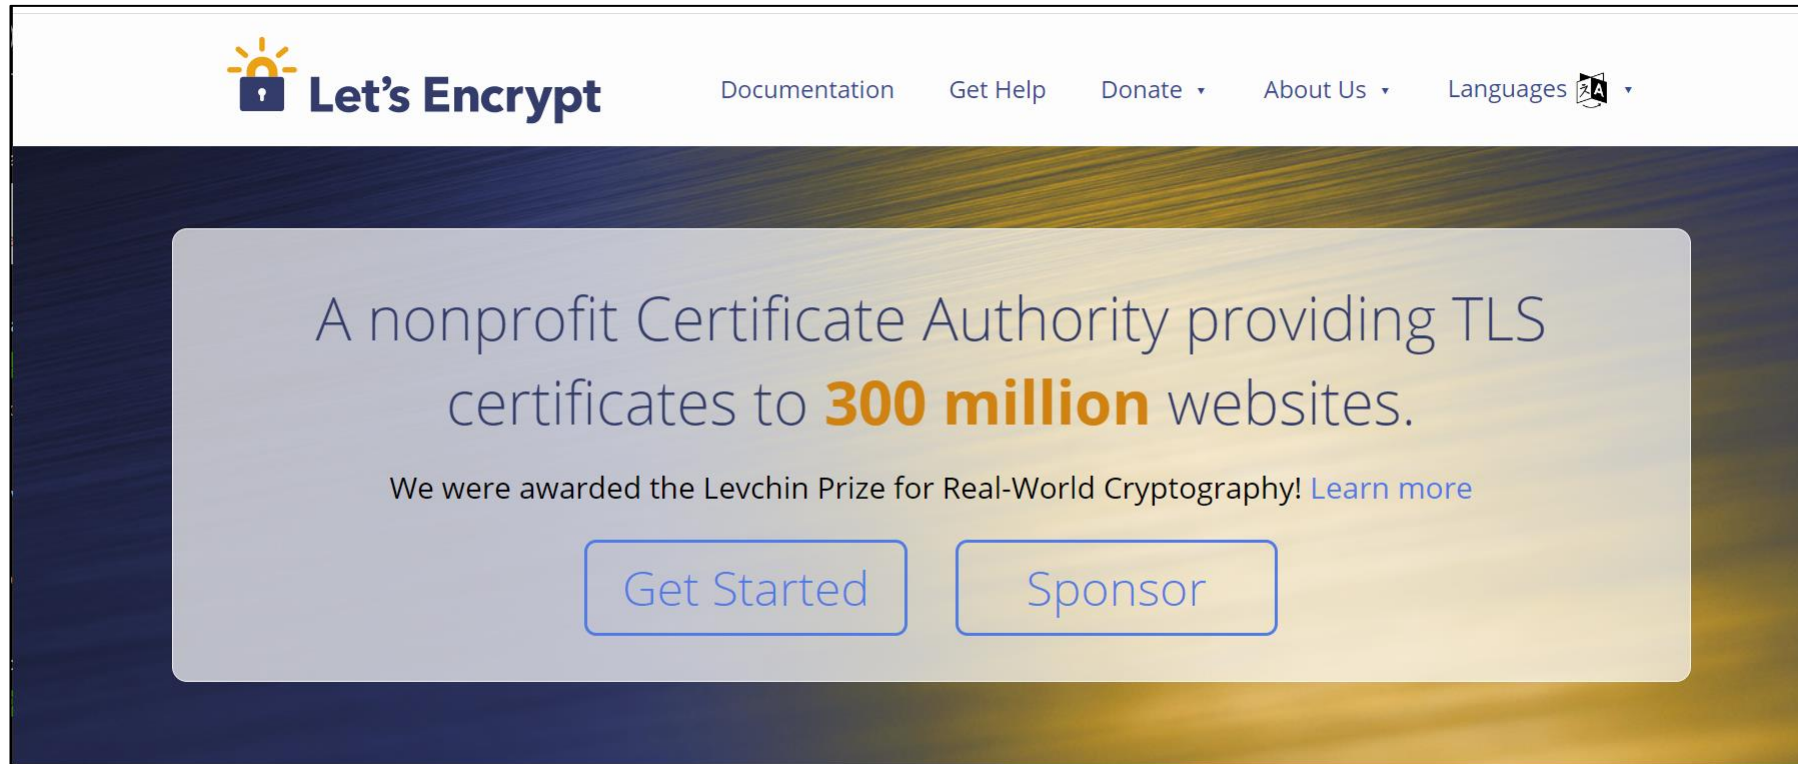 Let's Encrypt
Documentation Get Help Donate About Us Languages
A nonprofit Certificate Authority providing TLS
certificates to 300 million websites.
We were awarded the Levchin Prize for Real-World Cryptography! Learn more
Get Started Sponsor